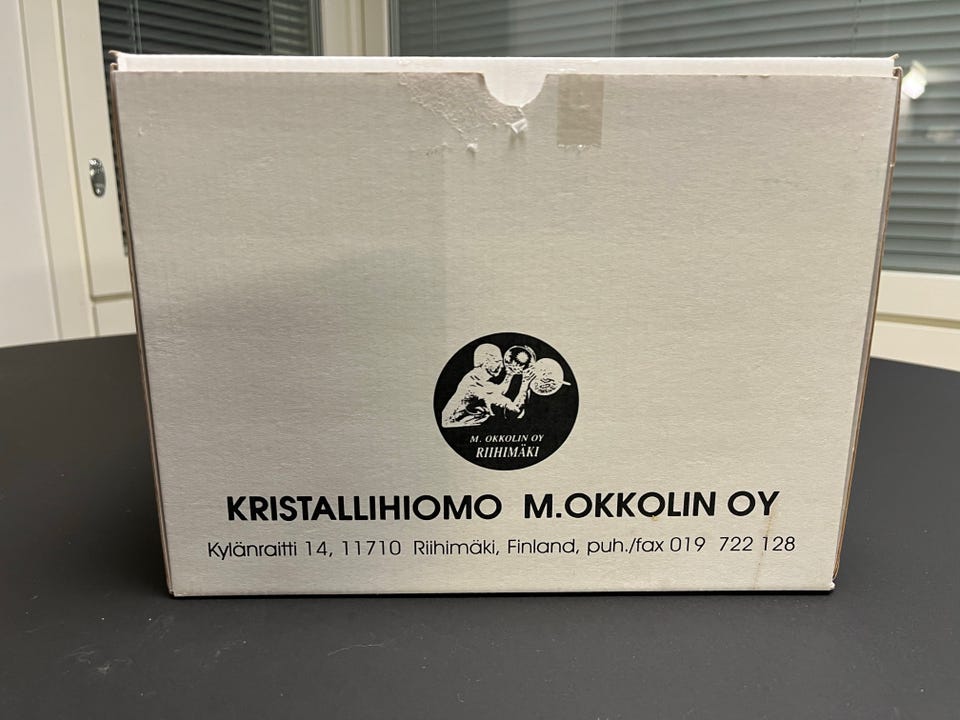 M. OKKOLIN OY
RIIHIMÄKI
KRISTALLIHIOMO M.OKKOLIN OY
Kylänraitti 14, 11710 Riihimäki, Finland, puh./fax 019 722 128